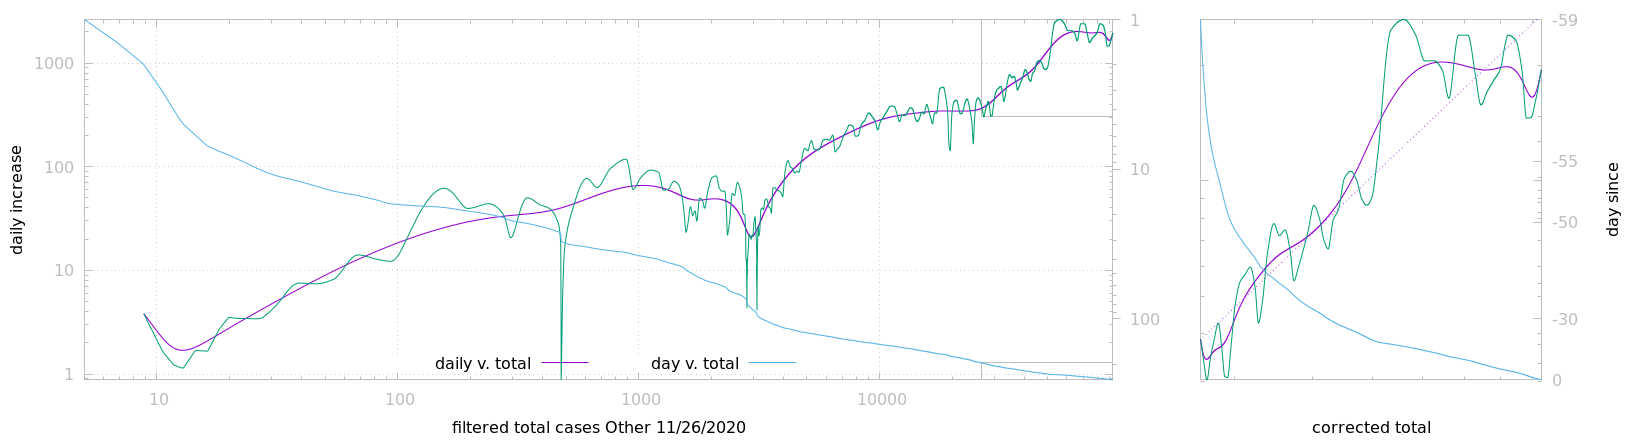 daily increase
1000
100
10
1
10
100
1000
10000
daily v. total
day v. total
filtered total cases Other 11/26/2020
1
10
100
-59
-55
-50
-30
0
day since
corrected total